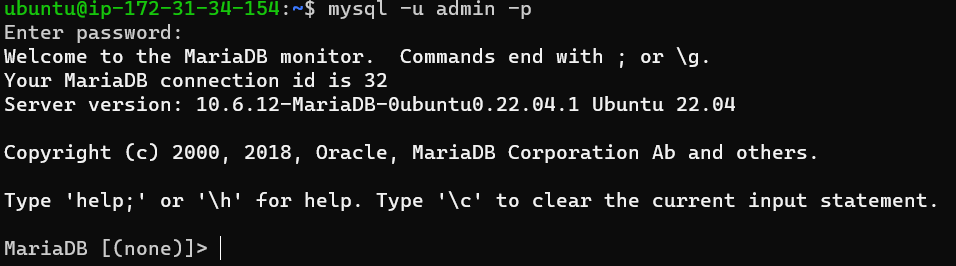 ubuntu@ip-172-31-34-154:~$ mysql -u admin -p
Enter password:
Welcome to the MariaDB monitor.  Commands end with ; or \g.
Your MariaDB connection id is 32
Server version: 10.6.12-MariaDB-0ubuntu0.22.04.1 Ubuntu 22.04

Copyright (c) 2000, 2018, Oracle, MariaDB Corporation Ab and others.

Type 'help;' or '\h' for help. Type '\c' to clear the current input statement.

MariaDB [(none)]>